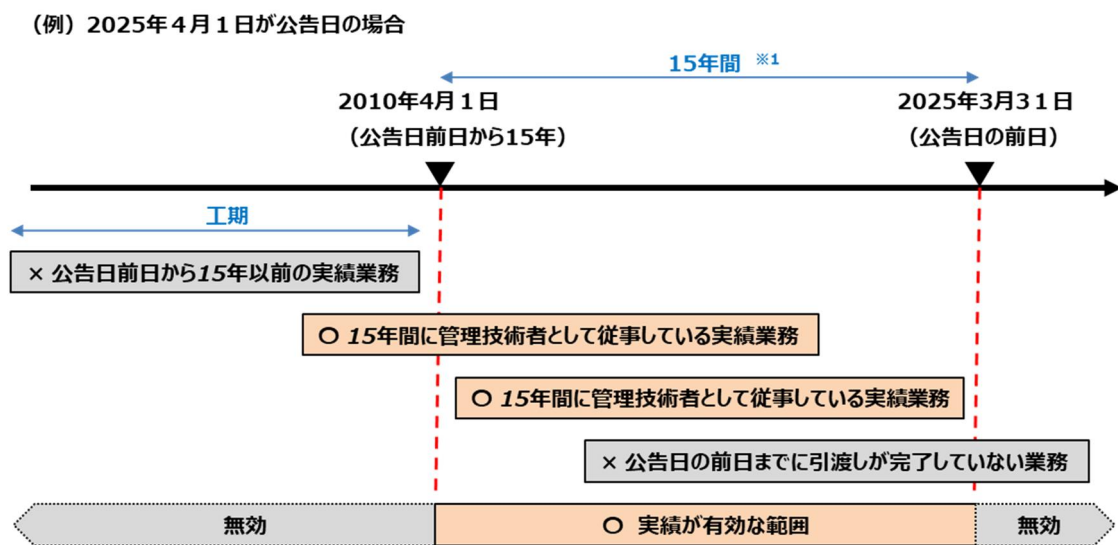 （例）2025年４月１日が公告日の場合
15年間 ※1
2010年4月１日
（公告日前日から15年）
2025年3月31日
（公告日の前日）
工期
× 公告日前日から15年以前の実績業務
〇 15年間に管理技術者として従事している実績業務
〇 15年間に管理技術者として従事している実績業務
× 公告日の前日までに引渡しが完了していない業務
無効
〇 実績が有効な範囲
無効